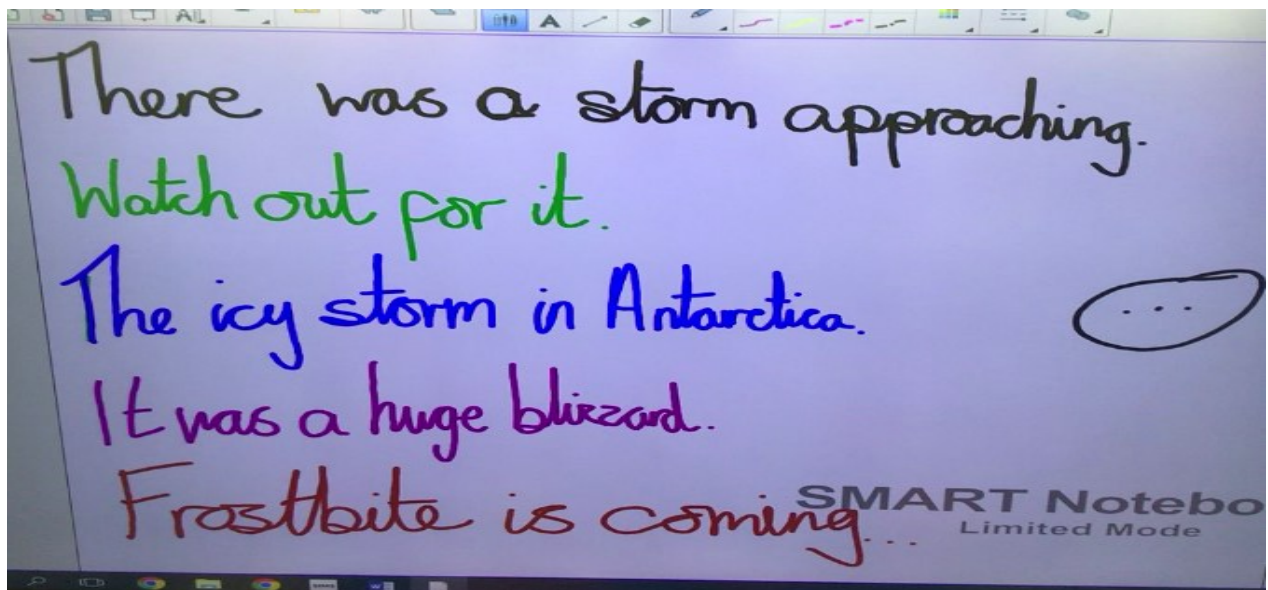 There was a storm approaching.
Watch out for it.
The icy storm in Antarctica.
...
It was a huge blizzard.
Frostbite is coming...
SMART Notebo
Limited Mode